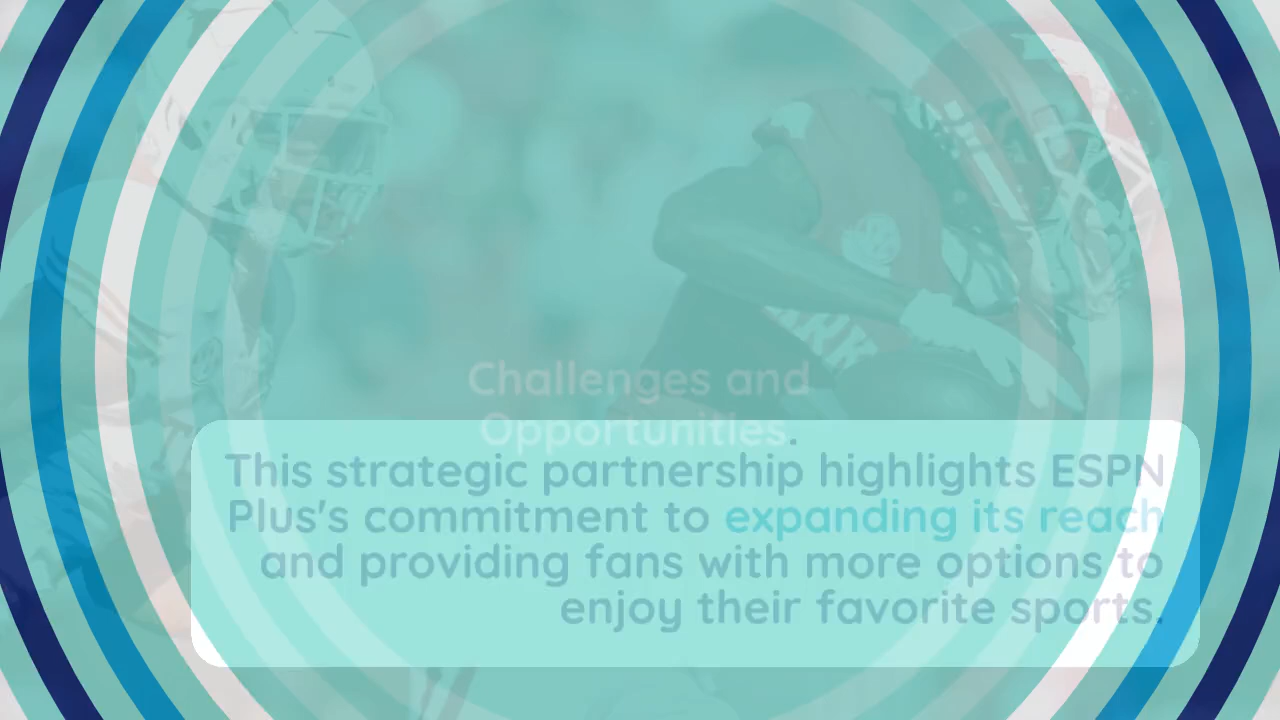 Challenges and
Opportunities.
This strategic partnership highlights ESPN
Plus's commitment to expanding its reach
and providing fans with more options to
enjoy their favorite sports.